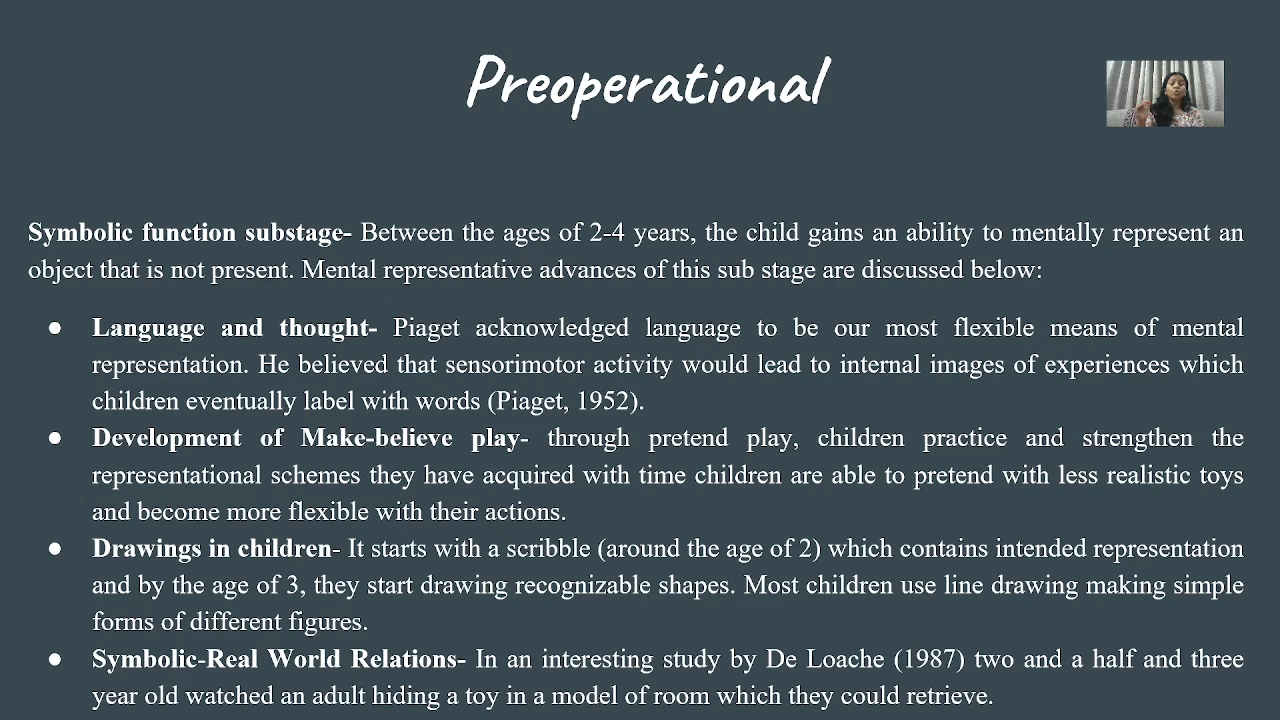 Preoperational
Symbolic function substage- Between the ages of 2-4 years, the child gains an ability to mentally represent an
object that is not present. Mental representative advances of this sub stage are discussed below:
● Language and thought- Piaget acknowledged language to be our most flexible means of mental
representation. He believed that sensorimotor activity would lead to internal images of experiences which
children eventually label with words (Piaget, 1952).
● Development of Make-believe play- through pretend play, children practice and strengthen the
representational schemes they have acquired with time children are able to pretend with less realistic toys
and become more flexible with their actions.
● Drawings in children- It starts with a scribble (around the age of 2) which contains intended representation
and by the age of 3, they start drawing recognizable shapes. Most children use line drawing making simple
forms of different figures.
● Symbolic-Real World Relations- In an interesting study by De Loache (1987) two and a half and three
year old watched an adult hiding a toy in a model of room which they could retrieve.